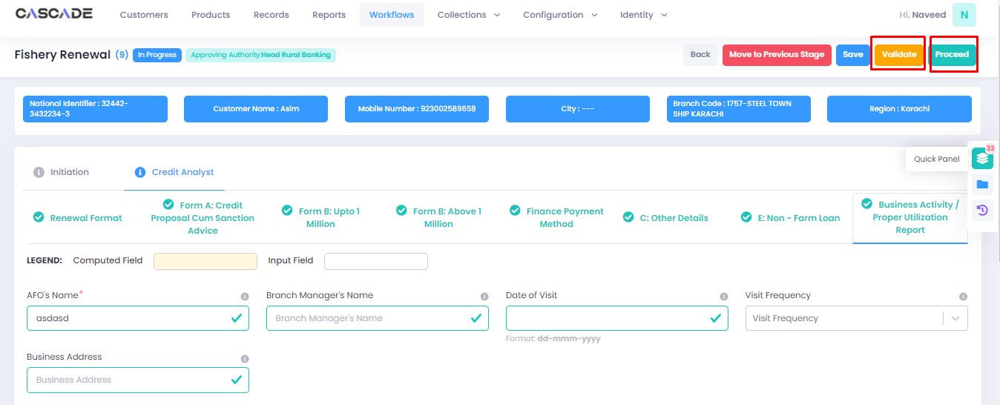 CASCADE
Customers
Products
Records
Reports
Workflows
Collections
Configuration
Identity
Hi, Naveed
N
Fishery Renewal (9)
In Progress
Approving Authority:Head Rural Banking
Back
Move to Previous Stage
Save
Validate
Proceed
National Identifier : 32442-
3432234-3
Customer Name : Asim
Mobile Number : 923002589658
City : ---
Branch Code : 1757-STEEL TOWN
SHIP KARACHI
Region : Karachi
Quick Panel
33
Initiation
Credit Analyst
Renewal Format
Form A: Credit
Proposal Cum Sanction
Advice
Form B: Upto 1
Million
Form B: Above 1
Million
Finance Payment
Method
C: Other Details
E: Non - Farm Loan
Business Activity /
Proper Utilization
Report
LEGEND:
Computed Field
Input Field
AFO's Name*
Branch Manager's Name
Date of Visit
Visit Frequency
asdasd
Branch Manager's Name
Visit Frequency
Format: dd-mmm-yyyy
Business Address
Business Address